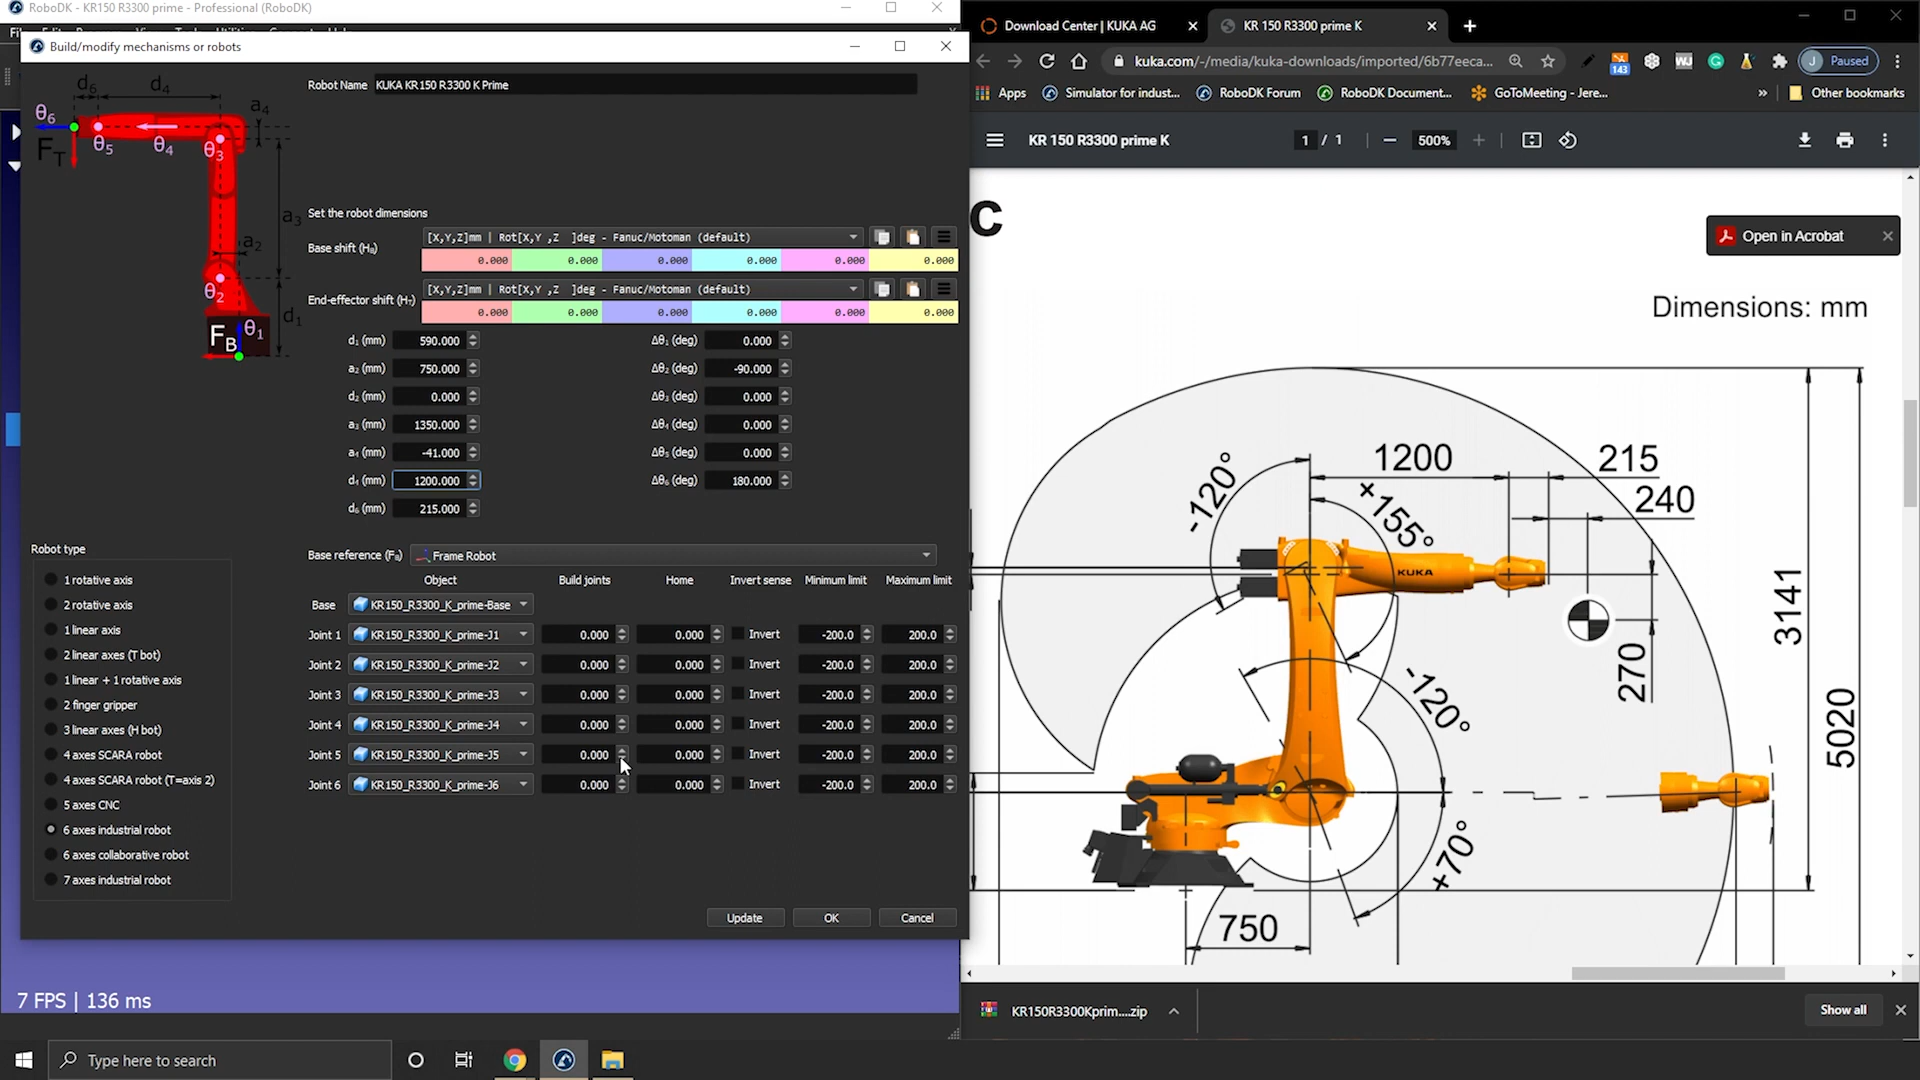 RoboDK - KR150 R3300 prime - Professional (RoboDK)
Build/modify mechanisms or robots
Robot Name KUKA KR150 R3300 K Prime
d6 d4 a4
θ6 θ5 θ4 θ3
FT
a3
a2
θ2
d1
FB θ1
Set the robot dimensions
Base shift (HB) [X,Y,Z]mm | Rot[X,Y ,Z ]deg - Fanuc/Motoman (default)
0.000 0.000 0.000 0.000 0.000 0.000
End-effector shift (HT) [X,Y,Z]mm | Rot[X,Y ,Z ]deg - Fanuc/Motoman (default)
0.000 0.000 0.000 0.000 0.000 0.000
d₁ (mm) 590.000 Δθ₁ (deg) 0.000
a₂ (mm) 750.000 Δθ₂ (deg) -90.000
d₂ (mm) 0.000 Δθ₃ (deg) 0.000
a₃ (mm) 1350.000 Δθ₄ (deg) 0.000
a₄ (mm) -41.000 Δθ₅ (deg) 0.000
d₄ (mm) 1200.000 Δθ₆ (deg) 180.000
d₆ (mm) 215.000
Base reference (FB) Frame Robot
Object Build joints Home Invert sense Minimum limit Maximum limit
Base KR150_R3300_K_prime-Base
Joint 1 KR150_R3300_K_prime-J1 0.000 0.000 Invert -200.0 200.0
Joint 2 KR150_R3300_K_prime-J2 0.000 0.000 Invert -200.0 200.0
Joint 3 KR150_R3300_K_prime-J3 0.000 0.000 Invert -200.0 200.0
Joint 4 KR150_R3300_K_prime-J4 0.000 0.000 Invert -200.0 200.0
Joint 5 KR150_R3300_K_prime-J5 0.000 0.000 Invert -200.0 200.0
Joint 6 KR150_R3300_K_prime-J6 0.000 0.000 Invert -200.0 200.0
Robot type
1 rotative axis
2 rotative axis
1 linear axis
2 linear axes (T bot)
1 linear + 1 rotative axis
2 finger gripper
3 linear axes (H bot)
4 axes SCARA robot
4 axes SCARA robot (T=axis 2)
5 axes CNC
6 axes industrial robot
6 axes collaborative robot
7 axes industrial robot
Update OK Cancel
7 FPS | 136 ms
Download Center | KUKA AG
KR 150 R3300 prime K
kuka.com/-/media/kuka-downloads/imported/6b77eeca...
143
J Paused
Apps Simulator for indust... RoboDK Forum RoboDK Document... GoToMeeting - Jere... » Other bookmarks
KR 150 R3300 prime K 1 / 1 500%
C
Open in Acrobat
Dimensions: mm
1200 215
240
-120°
+155°
KUKA
3141
270
-120°
5020
+70°
750
KR150R3300Kprim....zip
Show all
Type here to search